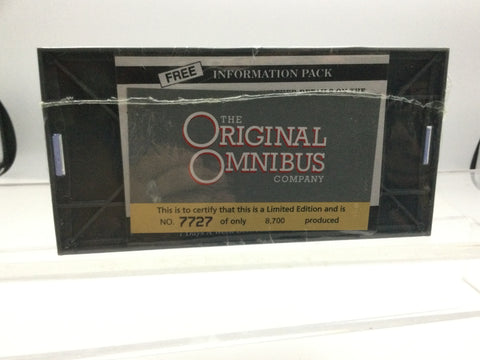 FREE INFORMATION PACK
THE
ORIGINAL
OMNIBUS
COMPANY
This is to certify that this is a Limited Edition and is
NO. 7727 of only 8,700 produced